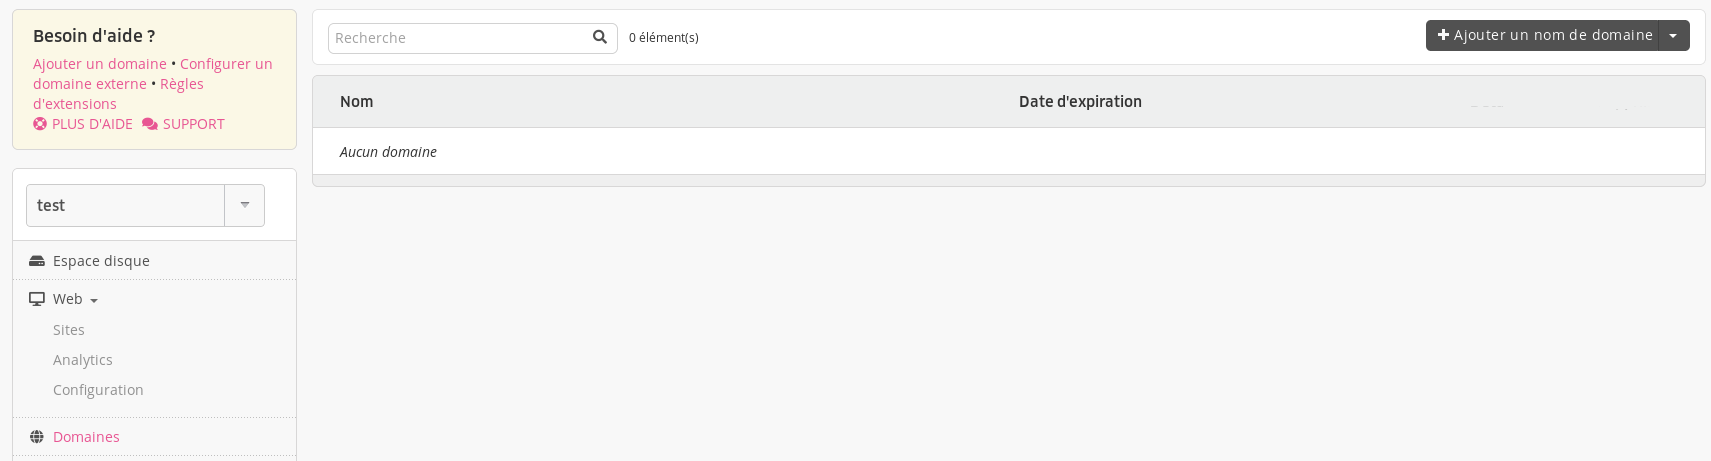 Besoin d'aide ?
Ajouter un domaine • Configurer un
domaine externe • Règles
d'extensions
PLUS D'AIDE SUPPORT
test
Espace disque
Web
Sites
Analytics
Configuration
Domaines
Recherche
0 élément(s)
Ajouter un nom de domaine
Nom
Date d'expiration
Aucun domaine